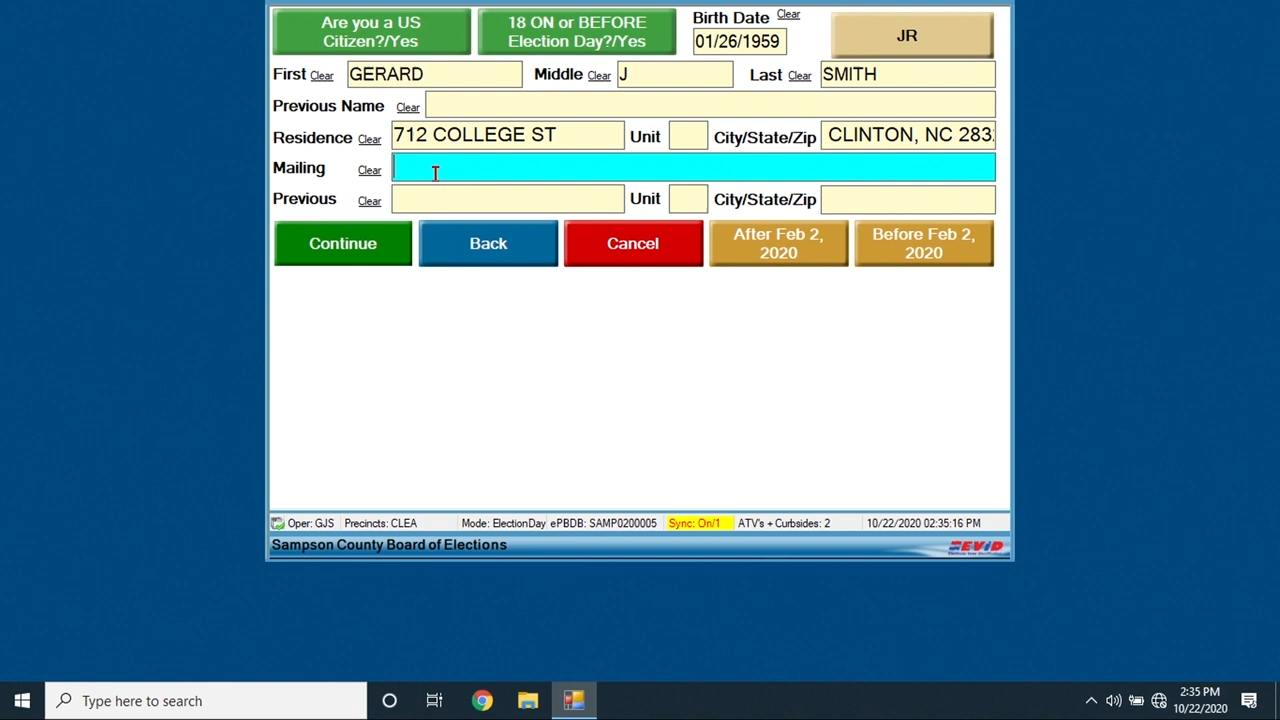 Are you a US Citizen?/Yes
18 ON or BEFORE Election Day?/Yes
Birth Date Clear
01/26/1959
JR
First Clear GERARD Middle Clear J Last Clear SMITH
Previous Name Clear
Residence Clear 712 COLLEGE ST Unit City/State/Zip CLINTON, NC 2832
Mailing Clear
Previous Clear Unit City/State/Zip
Continue Back Cancel After Feb 2, 2020 Before Feb 2, 2020
Oper: GJS Precincts: CLEA Mode: ElectionDay ePBDB: SAMP0200005 Sync: On/1 ATV's + Curbsides: 2 10/22/2020 02:35:16 PM
Sampson County Board of Elections EViD
Type here to search
2:35 PM
10/22/2020